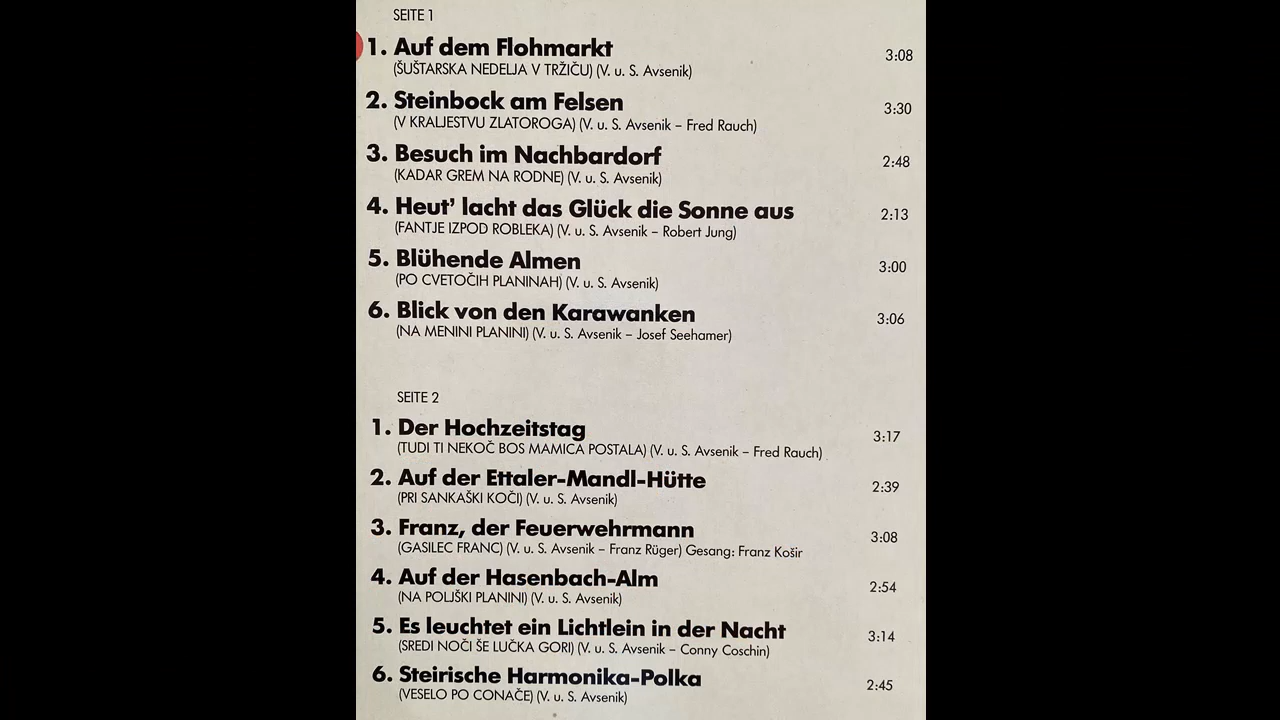 SEITE 1
1. Auf dem Flohmarkt 3:08
(ŠUŠTARSKA NEDELJA V TRŽIČU) (V. u. S. Avsenik)
2. Steinbock am Felsen 3:30
(V KRALJESTVU ZLATOROGA) (V. u. S. Avsenik – Fred Rauch)
3. Besuch im Nachbardorf 2:48
(KADAR GREM NA RODNE) (V. u. S. Avsenik)
4. Heut’ lacht das Glück die Sonne aus 2:13
(FANTJE IZPOD ROBLEKA) (V. u. S. Avsenik – Robert Jung)
5. Blühende Almen 3:00
(PO CVETOČIH PLANINAH) (V. u. S. Avsenik)
6. Blick von den Karawanken 3:06
(NA MENINI PLANINI) (V. u. S. Avsenik – Josef Seehamer)
SEITE 2
1. Der Hochzeitstag 3:17
(TUDI TI NEKOČ BOS MAMICA POSTALA) (V. u. S. Avsenik – Fred Rauch)
2. Auf der Ettaler-Mandl-Hütte 2:39
(PRI SANKAŠKI KOČI) (V. u. S. Avsenik)
3. Franz, der Feuerwehrmann 3:08
(GASILEC FRANC) (V. u. S. Avsenik – Franz Rüger) Gesang: Franz Košir
4. Auf der Hasenbach-Alm 2:54
(NA POLJŠKI PLANINI) (V. u. S. Avsenik)
5. Es leuchtet ein Lichtlein in der Nacht 3:14
(SREDI NOČI ŠE LUČKA GORI) (V. u. S. Avsenik – Conny Coschin)
6. Steirische Harmonika-Polka 2:45
(VESELO PO CONAČE) (V. u. S. Avsenik)